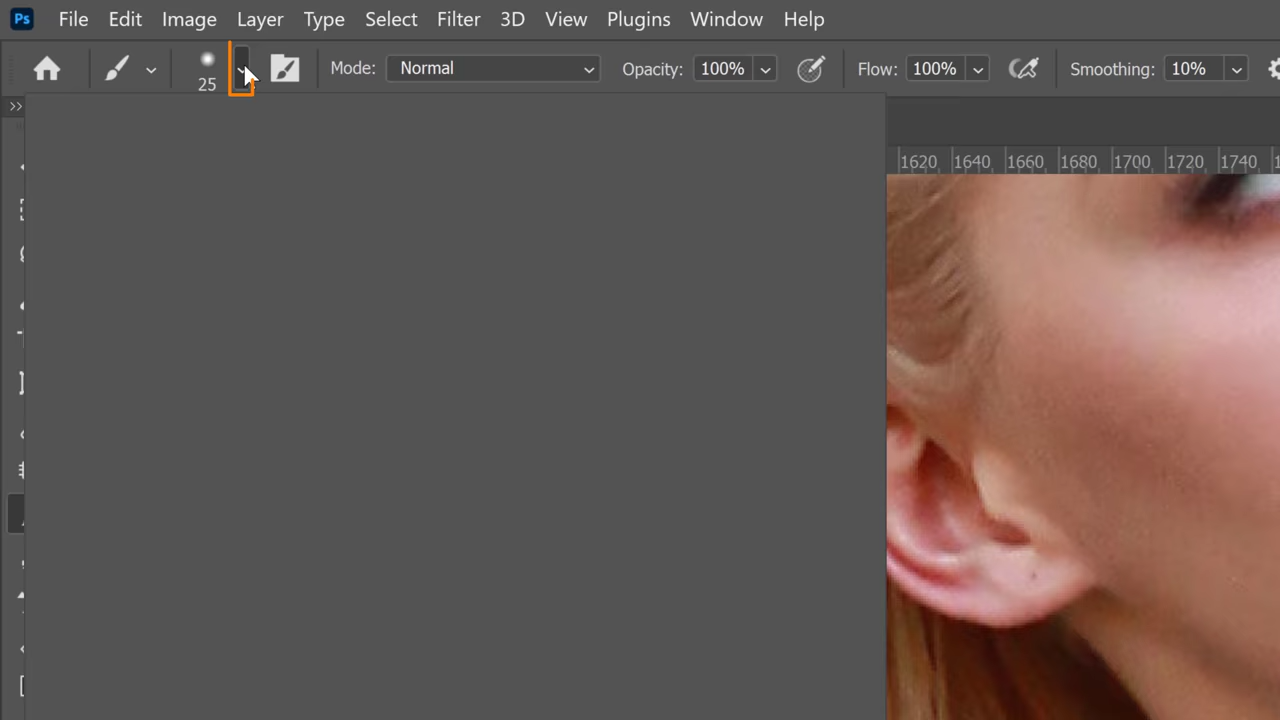 Ps File Edit Image Layer Type Select Filter 3D View Plugins Window Help
25 Mode: Normal Opacity: 100% Flow: 100% Smoothing: 10%
1620 1640 1660 1680 1700 1720 1740